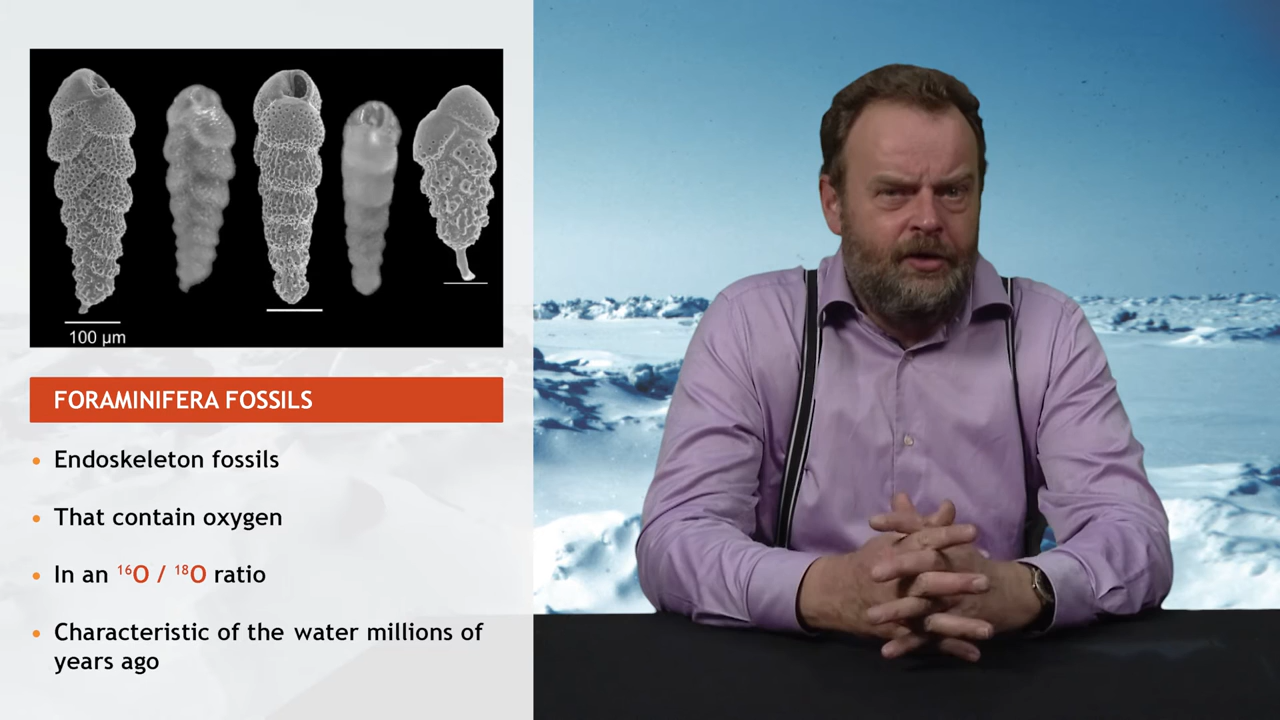 100 µm
FORAMINIFERA FOSSILS
• Endoskeleton fossils
• That contain oxygen
• In an ¹⁶O / ¹⁸O ratio
• Characteristic of the water millions of
years ago